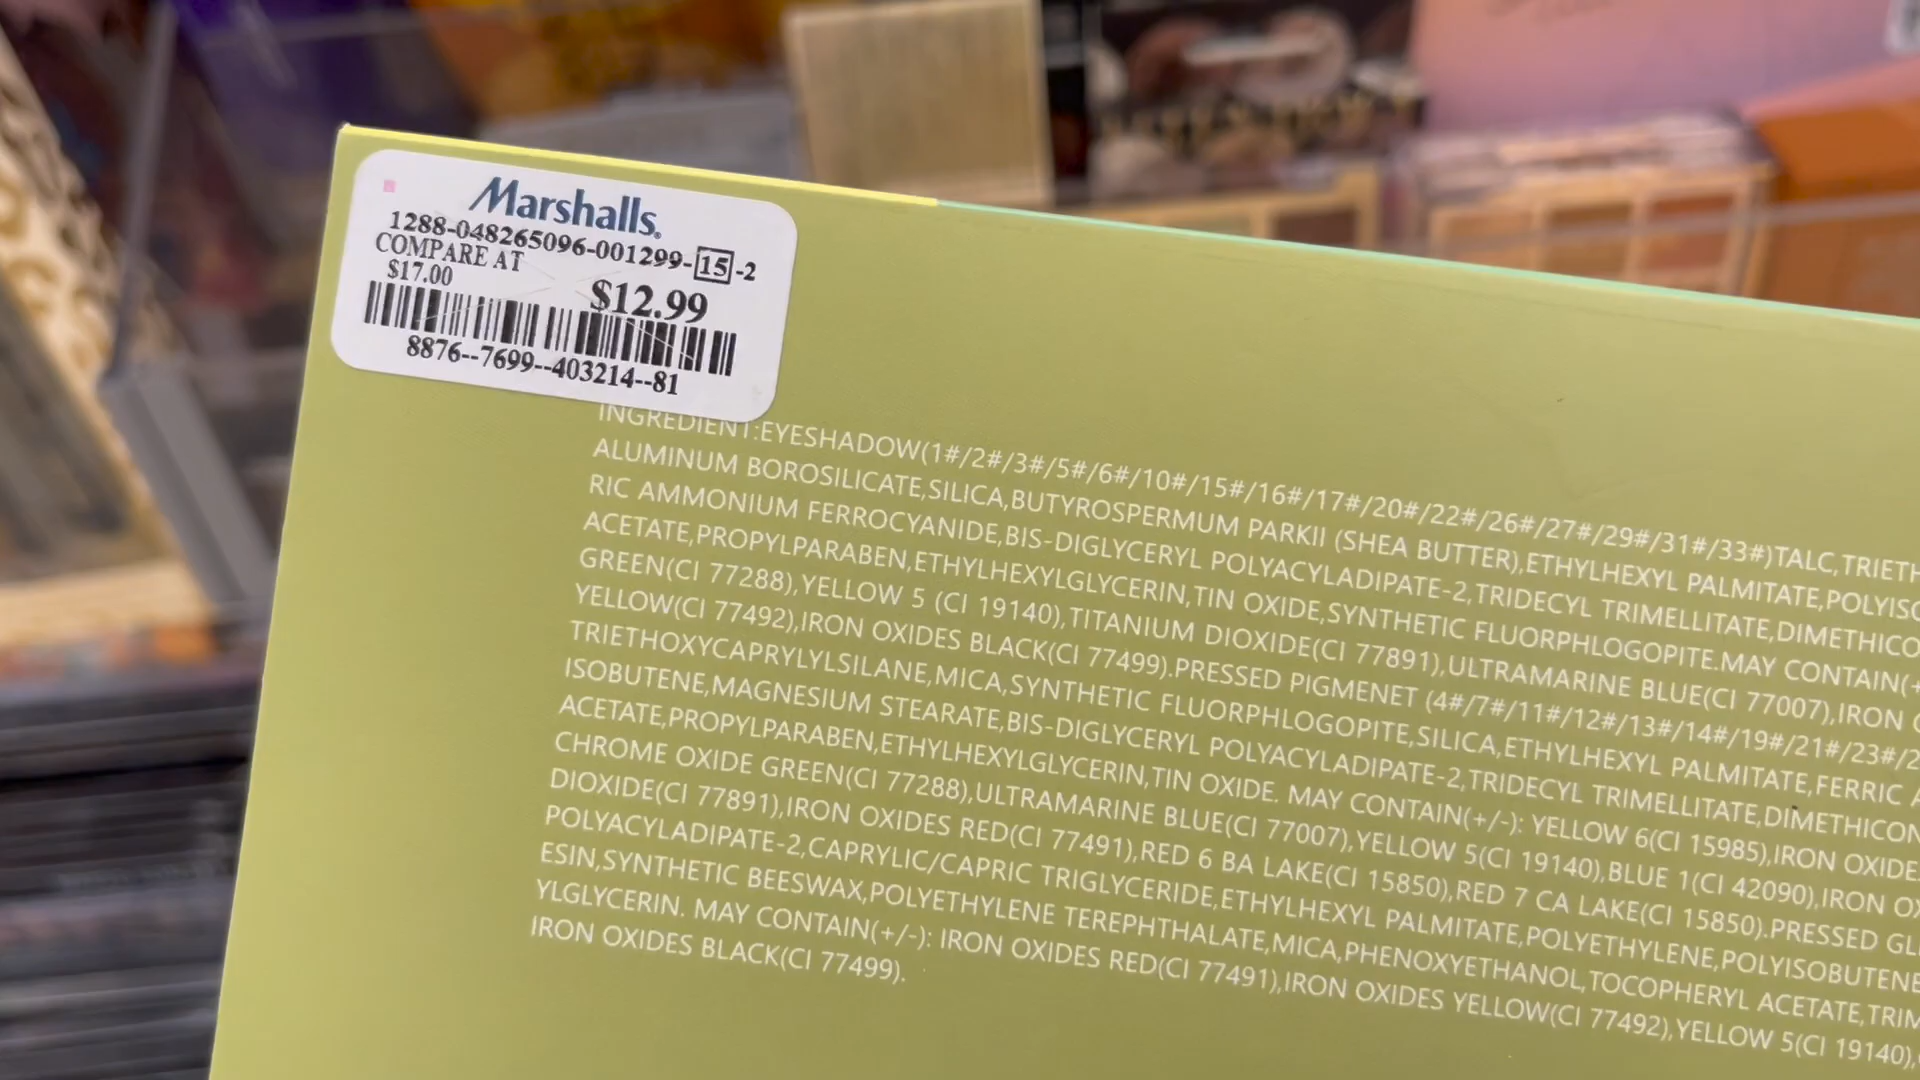 Marshalls.
1288-048265096-001299-15-2
COMPARE AT
$17.00
$12.99
8876--7699--403214--81
INGREDIENT:EYESHADOW(1#/2#/3#/5#/6#/10#/15#/16#/17#/20#/22#/26#/27#/29#/31#/33#)TALC,TRIETH
ALUMINUM BOROSILICATE,SILICA,BUTYROSPERMUM PARKII (SHEA BUTTER),ETHYLHEXYL PALMITATE,POLYISO
RIC AMMONIUM FERROCYANIDE,BIS-DIGLYCERYL POLYACYLADIPATE-2,TRIDECYL TRIMELLITATE,DIMETHICO
ACETATE,PROPYLPARABEN,ETHYLHEXYLGLYCERIN,TIN OXIDE,SYNTHETIC FLUORPHLOGOPITE.MAY CONTAIN(+
GREEN(CI 77288),YELLOW 5 (CI 19140),TITANIUM DIOXIDE(CI 77891),ULTRAMARINE BLUE(CI 77007),IRON
YELLOW(CI 77492),IRON OXIDES BLACK(CI 77499).PRESSED PIGMENET (4#/7#/11#/12#/13#/14#/19#/21#/23#/2
TRIETHOXYCAPRYLYLSILANE,MICA,SYNTHETIC FLUORPHLOGOPITE,SILICA,ETHYLHEXYL PALMITATE,FERRIC
ISOBUTENE,MAGNESIUM STEARATE,BIS-DIGLYCERYL POLYACYLADIPATE-2,TRIDECYL TRIMELLITATE,DIMETHICON
ACETATE,PROPYLPARABEN,ETHYLHEXYLGLYCERIN,TIN OXIDE. MAY CONTAIN(+/-): YELLOW 6(CI 15985),IRON OXIDE
CHROME OXIDE GREEN(CI 77288),ULTRAMARINE BLUE(CI 77007),YELLOW 5(CI 19140),BLUE 1(CI 42090),IRON OX
DIOXIDE(CI 77891),IRON OXIDES RED(CI 77491),RED 6 BA LAKE(CI 15850),RED 7 CA LAKE(CI 15850).PRESSED GL
POLYACYLADIPATE-2,CAPRYLIC/CAPRIC TRIGLYCERIDE,ETHYLHEXYL PALMITATE,POLYETHYLENE,POLYISOBUTENE
ESIN,SYNTHETIC BEESWAX,POLYETHYLENE TEREPHTHALATE,MICA,PHENOXYETHANOL,TOCOPHERYL ACETATE,TRIM
YLGLYCERIN. MAY CONTAIN(+/-): IRON OXIDES RED(CI 77491),IRON OXIDES YELLOW(CI 77492),YELLOW 5(CI 19140),
IRON OXIDES BLACK(CI 77499).